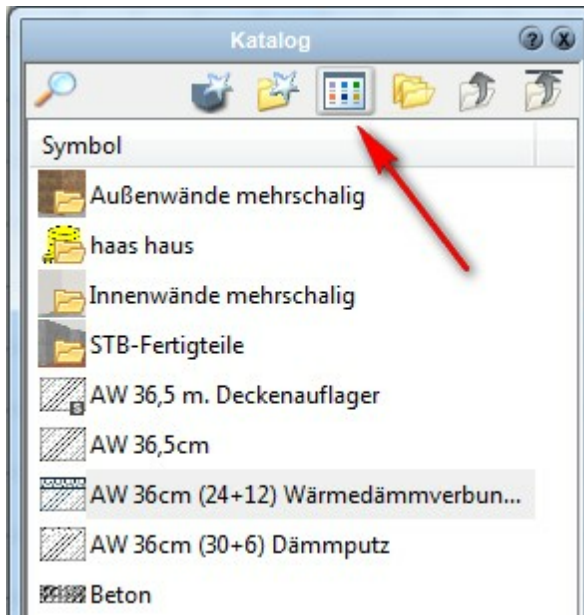 Katalog
Symbol
Außenwände mehrschalig
haas haus
Innenwände mehrschalig
STB-Fertigteile
AW 36,5 m. Deckenauflager
AW 36,5cm
AW 36cm (24+12) Wärmedämmverbun...
AW 36cm (30+6) Dämmputz
Beton